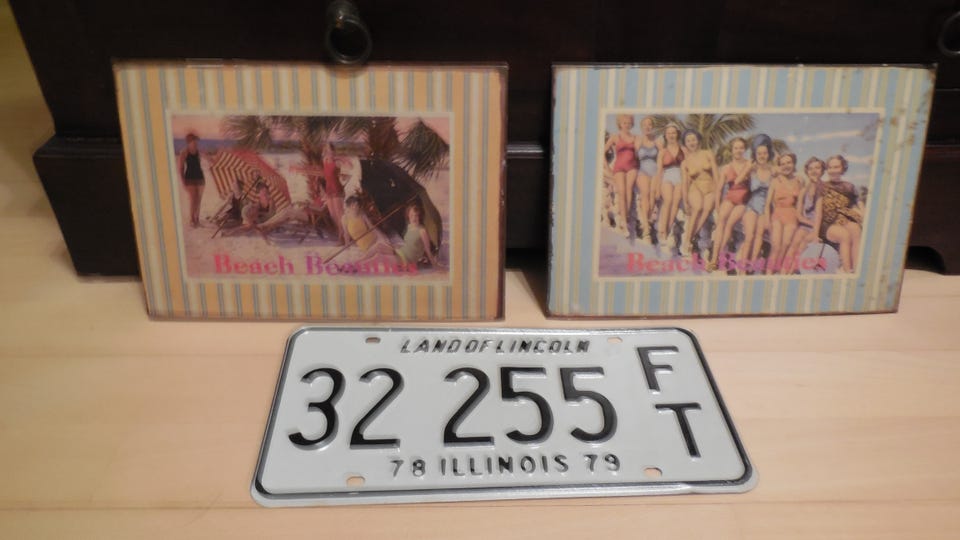 Beach Beauties
Beach Beauties
LAND OF LINCOLN
32 255 FT
78 ILLINOIS 79